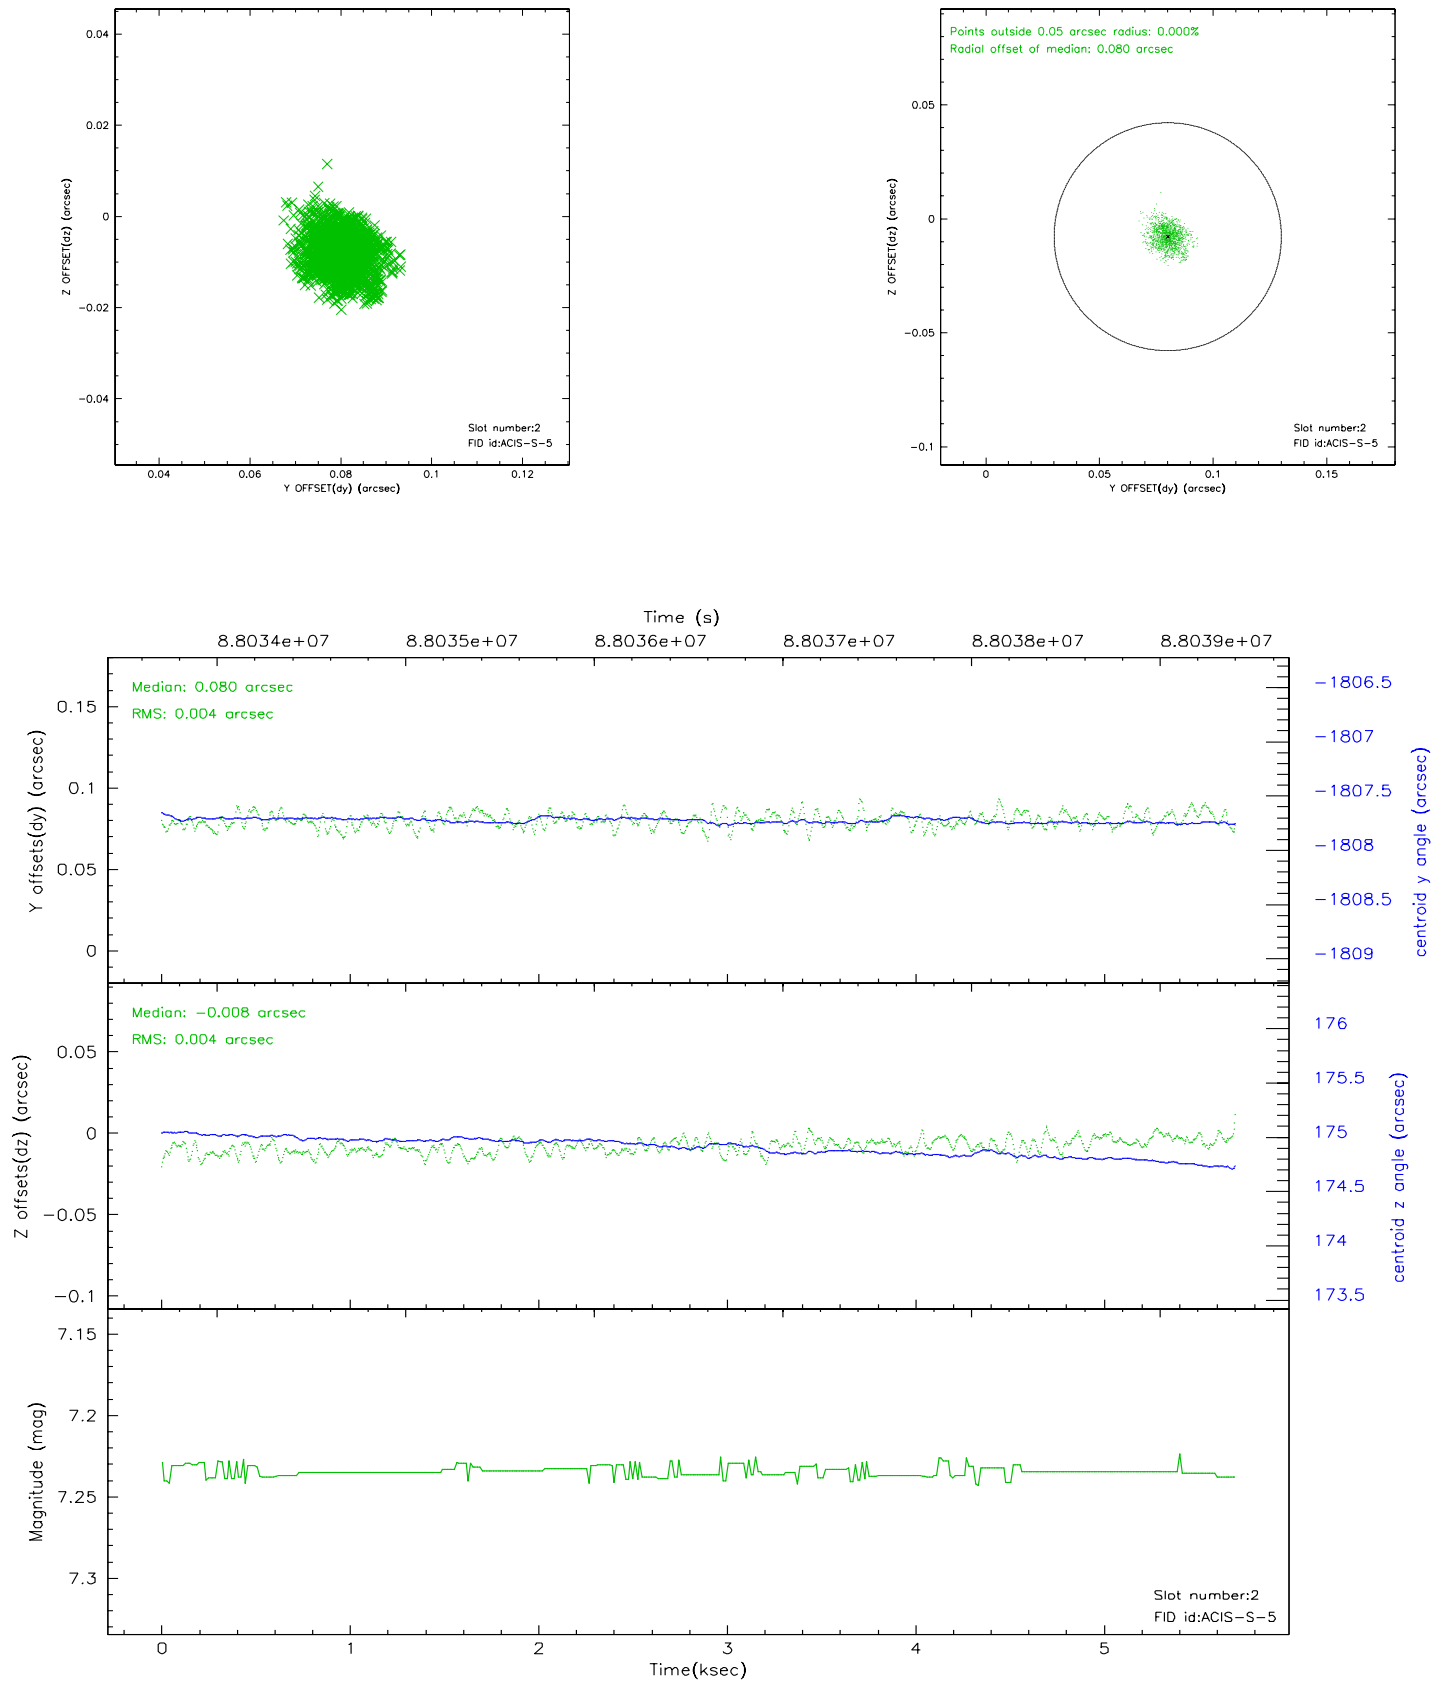 0.04
0.02
0
−0.02
−0.04
Z OFFSET(dz) (arcsec)
Slot number:2
FID id:ACIS−S−5
0.04 0.06 0.08 0.1 0.12
Y OFFSET(dy) (arcsec)
Points outside 0.05 arcsec radius: 0.000%
Radial offset of median: 0.080 arcsec
0.05
0
−0.05
−0.1
Z OFFSET(dz) (arcsec)
Slot number:2
FID id:ACIS−S−5
0 0.05 0.1 0.15
Y OFFSET(dy) (arcsec)
Time (s)
8.8034e+07 8.8035e+07 8.8036e+07 8.8037e+07 8.8038e+07 8.8039e+07
Median: 0.080 arcsec
RMS: 0.004 arcsec
0.15
0.1
0.05
0
Y offsets(dy) (arcsec)
−1806.5
−1807
−1807.5
−1808
−1808.5
−1809
centroid y angle (arcsec)
Median: −0.008 arcsec
RMS: 0.004 arcsec
0.05
0
−0.05
−0.1
Z offsets(dz) (arcsec)
176
175.5
175
174.5
174
173.5
centroid z angle (arcsec)
7.15
7.2
7.25
7.3
Magnitude (mag)
Slot number:2
FID id:ACIS−S−5
0 1 2 3 4 5
Time(ksec)